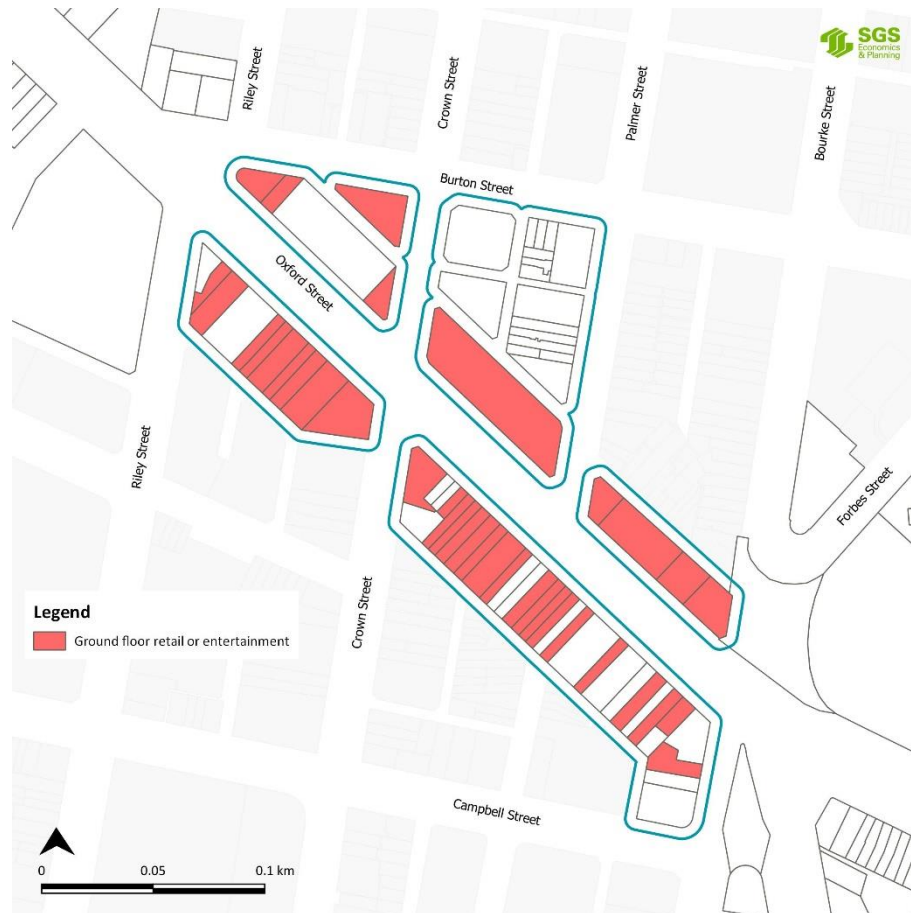 SGS
Economics
& Planning
Riley Street
Crown Street
Palmer Street
Bourke Street
Burton Street
Oxford Street
Riley Street
Forbes Street
Crown Street
Legend
Ground floor retail or entertainment
Campbell Street
0 0.05 0.1 km